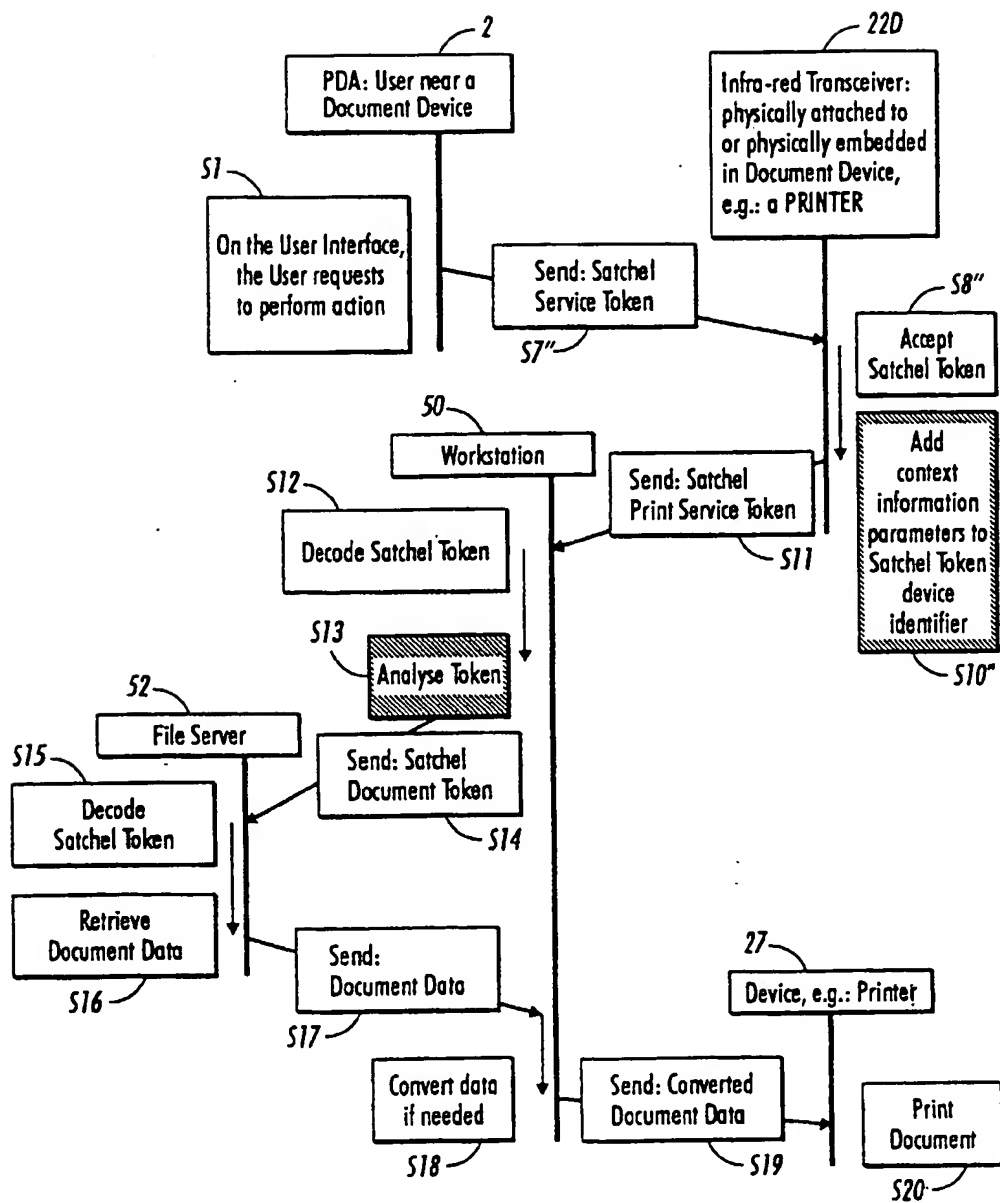 2
PDA: User near a
Document Device
22D
Infra-red Transceiver:
physically attached to
or physically embedded
in Document Device,
e.g.: a PRINTER
S1
On the User Interface,
the User requests
to perform action
Send: Satchel
Service Token
S7"
S8"
Accept
Satchel Token
50
Workstation
Send: Satchel
Print Service Token
S11
Add
context
information
parameters to
Satchel Token
device
identifier
S10"
S12
Decode Satchel Token
S13
Analyse Token
52
File Server
Send: Satchel
Document Token
S14
S15
Decode
Satchel Token
Retrieve
Document Data
S16
Send:
Document Data
S17
27
Device, e.g.: Printer
Convert data
if needed
S18
Send: Converted
Document Data
S19
Print
Document
S20